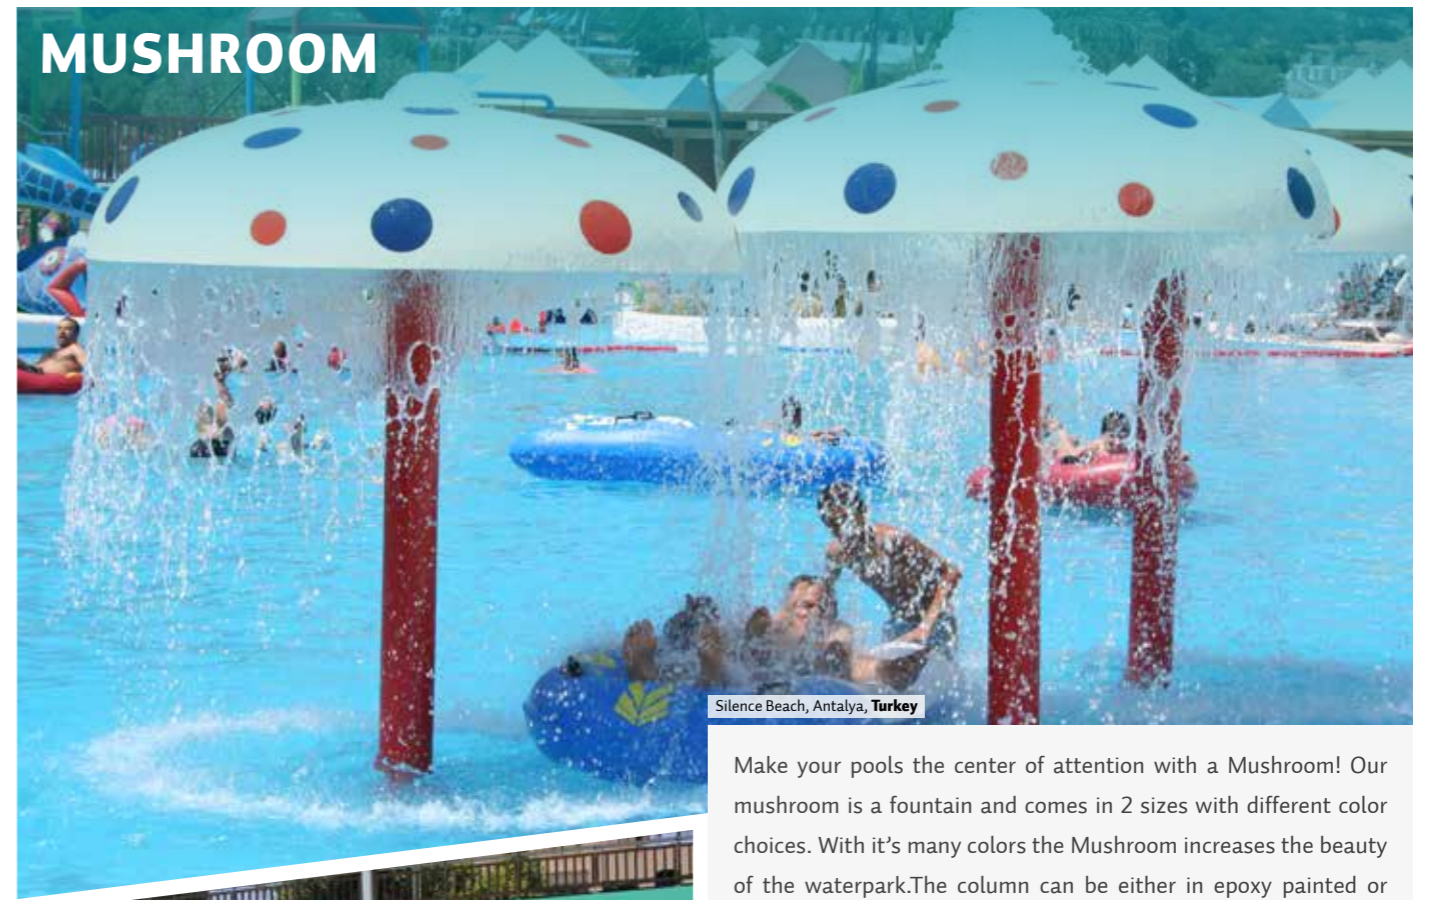 MUSHROOM
Silence Beach, Antalya, Turkey
Make your pools the center of attention with a Mushroom! Our
mushroom is a fountain and comes in 2 sizes with different color
choices. With it’s many colors the Mushroom increases the beauty
of the waterpark.The column can be either in epoxy painted or